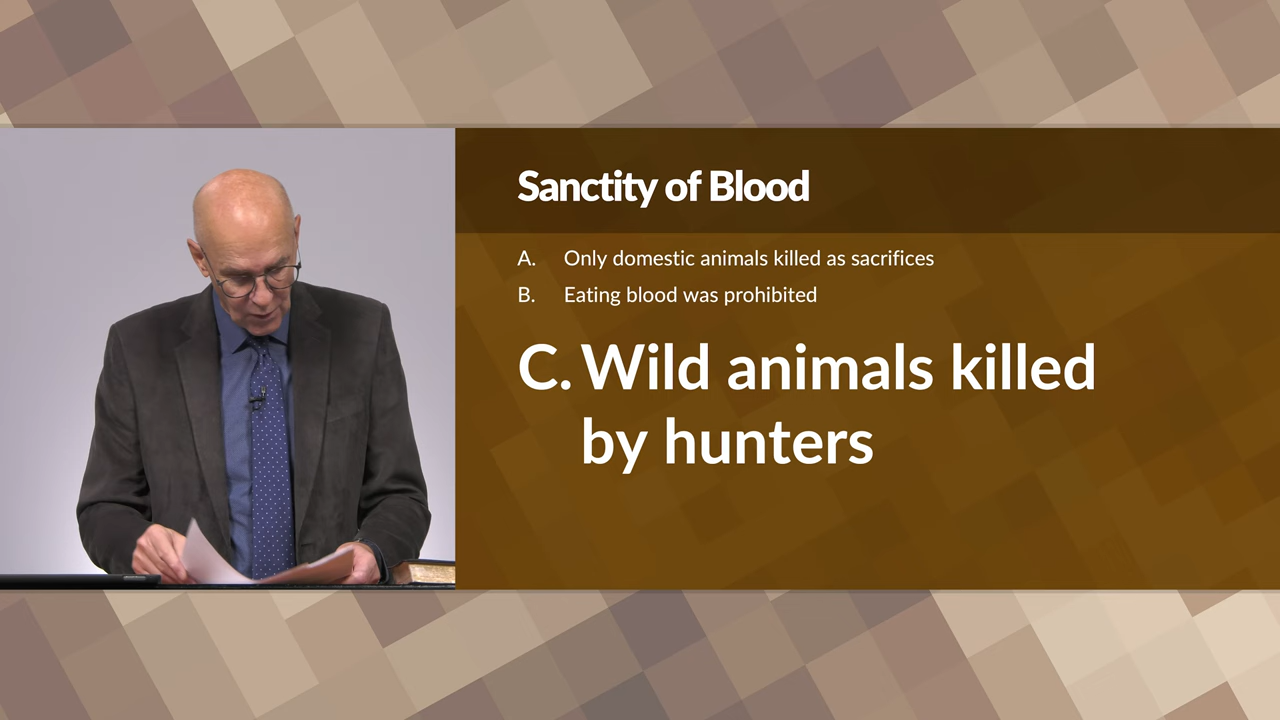 Sanctity of Blood
A. Only domestic animals killed as sacrifices
B. Eating blood was prohibited
C. Wild animals killed
by hunters